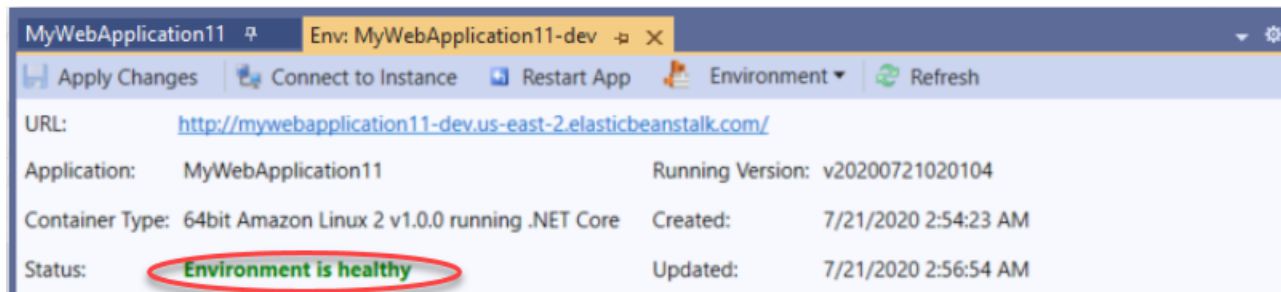 MyWebApplication11 Env: MyWebApplication11-dev
Apply Changes Connect to Instance Restart App Environment Refresh
URL: http://mywebapplication11-dev.us-east-2.elasticbeanstalk.com/
Application: MyWebApplication11 Running Version: v20200721020104
Container Type: 64bit Amazon Linux 2 v1.0.0 running .NET Core Created: 7/21/2020 2:54:23 AM
Status: Environment is healthy Updated: 7/21/2020 2:56:54 AM